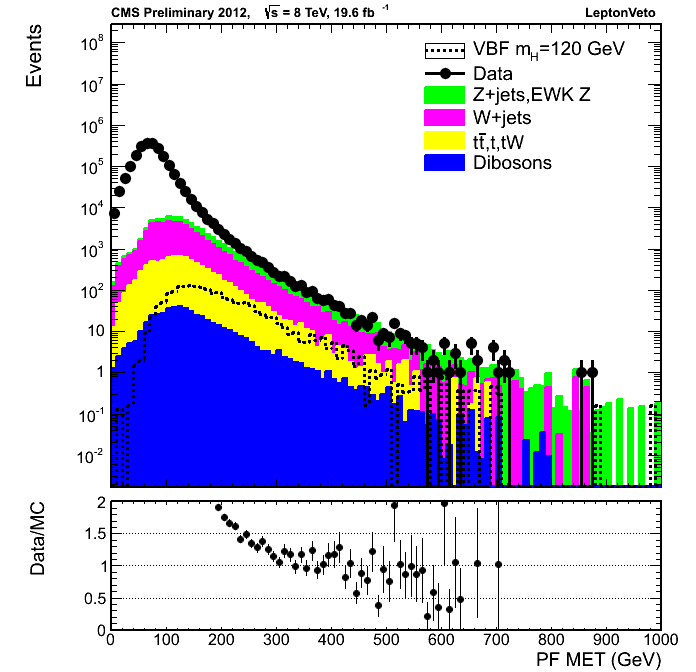 CMS Preliminary 2012, √s = 8 TeV, 19.6 fb⁻¹ LeptonVeto
Events
10⁸
10⁷
10⁶
10⁵
10⁴
10³
10²
10
1
10⁻¹
10⁻²
VBF m_H=120 GeV
Data
Z+jets,EWK Z
W+jets
tt̄,t,tW
Dibosons
Data/MC
2
1.5
1
0.5
0
0 100 200 300 400 500 600 700 800 900 1000
PF MET (GeV)